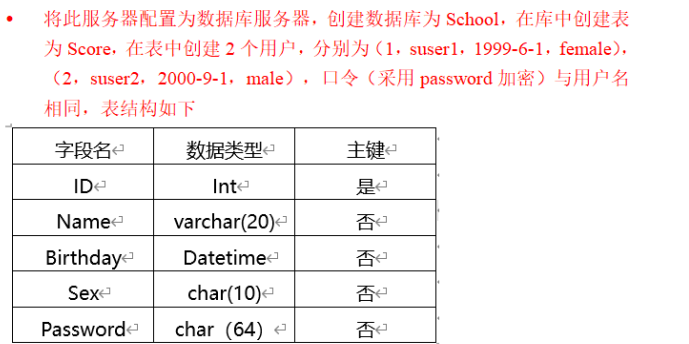 • 将此服务器配置为数据库服务器，创建数据库为 School，在库中创建表
为 Score，在表中创建 2 个用户，分别为（1，suser1，1999-6-1，female），
（2，suser2，2000-9-1，male），口令（采用 password 加密）与用户名
相同，表结构如下
字段名↵ 数据类型↵ 主键↵
ID↵ Int↵ 是↵
Name↵ varchar(20)↵ 否↵
Birthday↵ Datetime↵ 否↵
Sex↵ char(10)↵ 否↵
Password↵ char（64）↵ 否↵